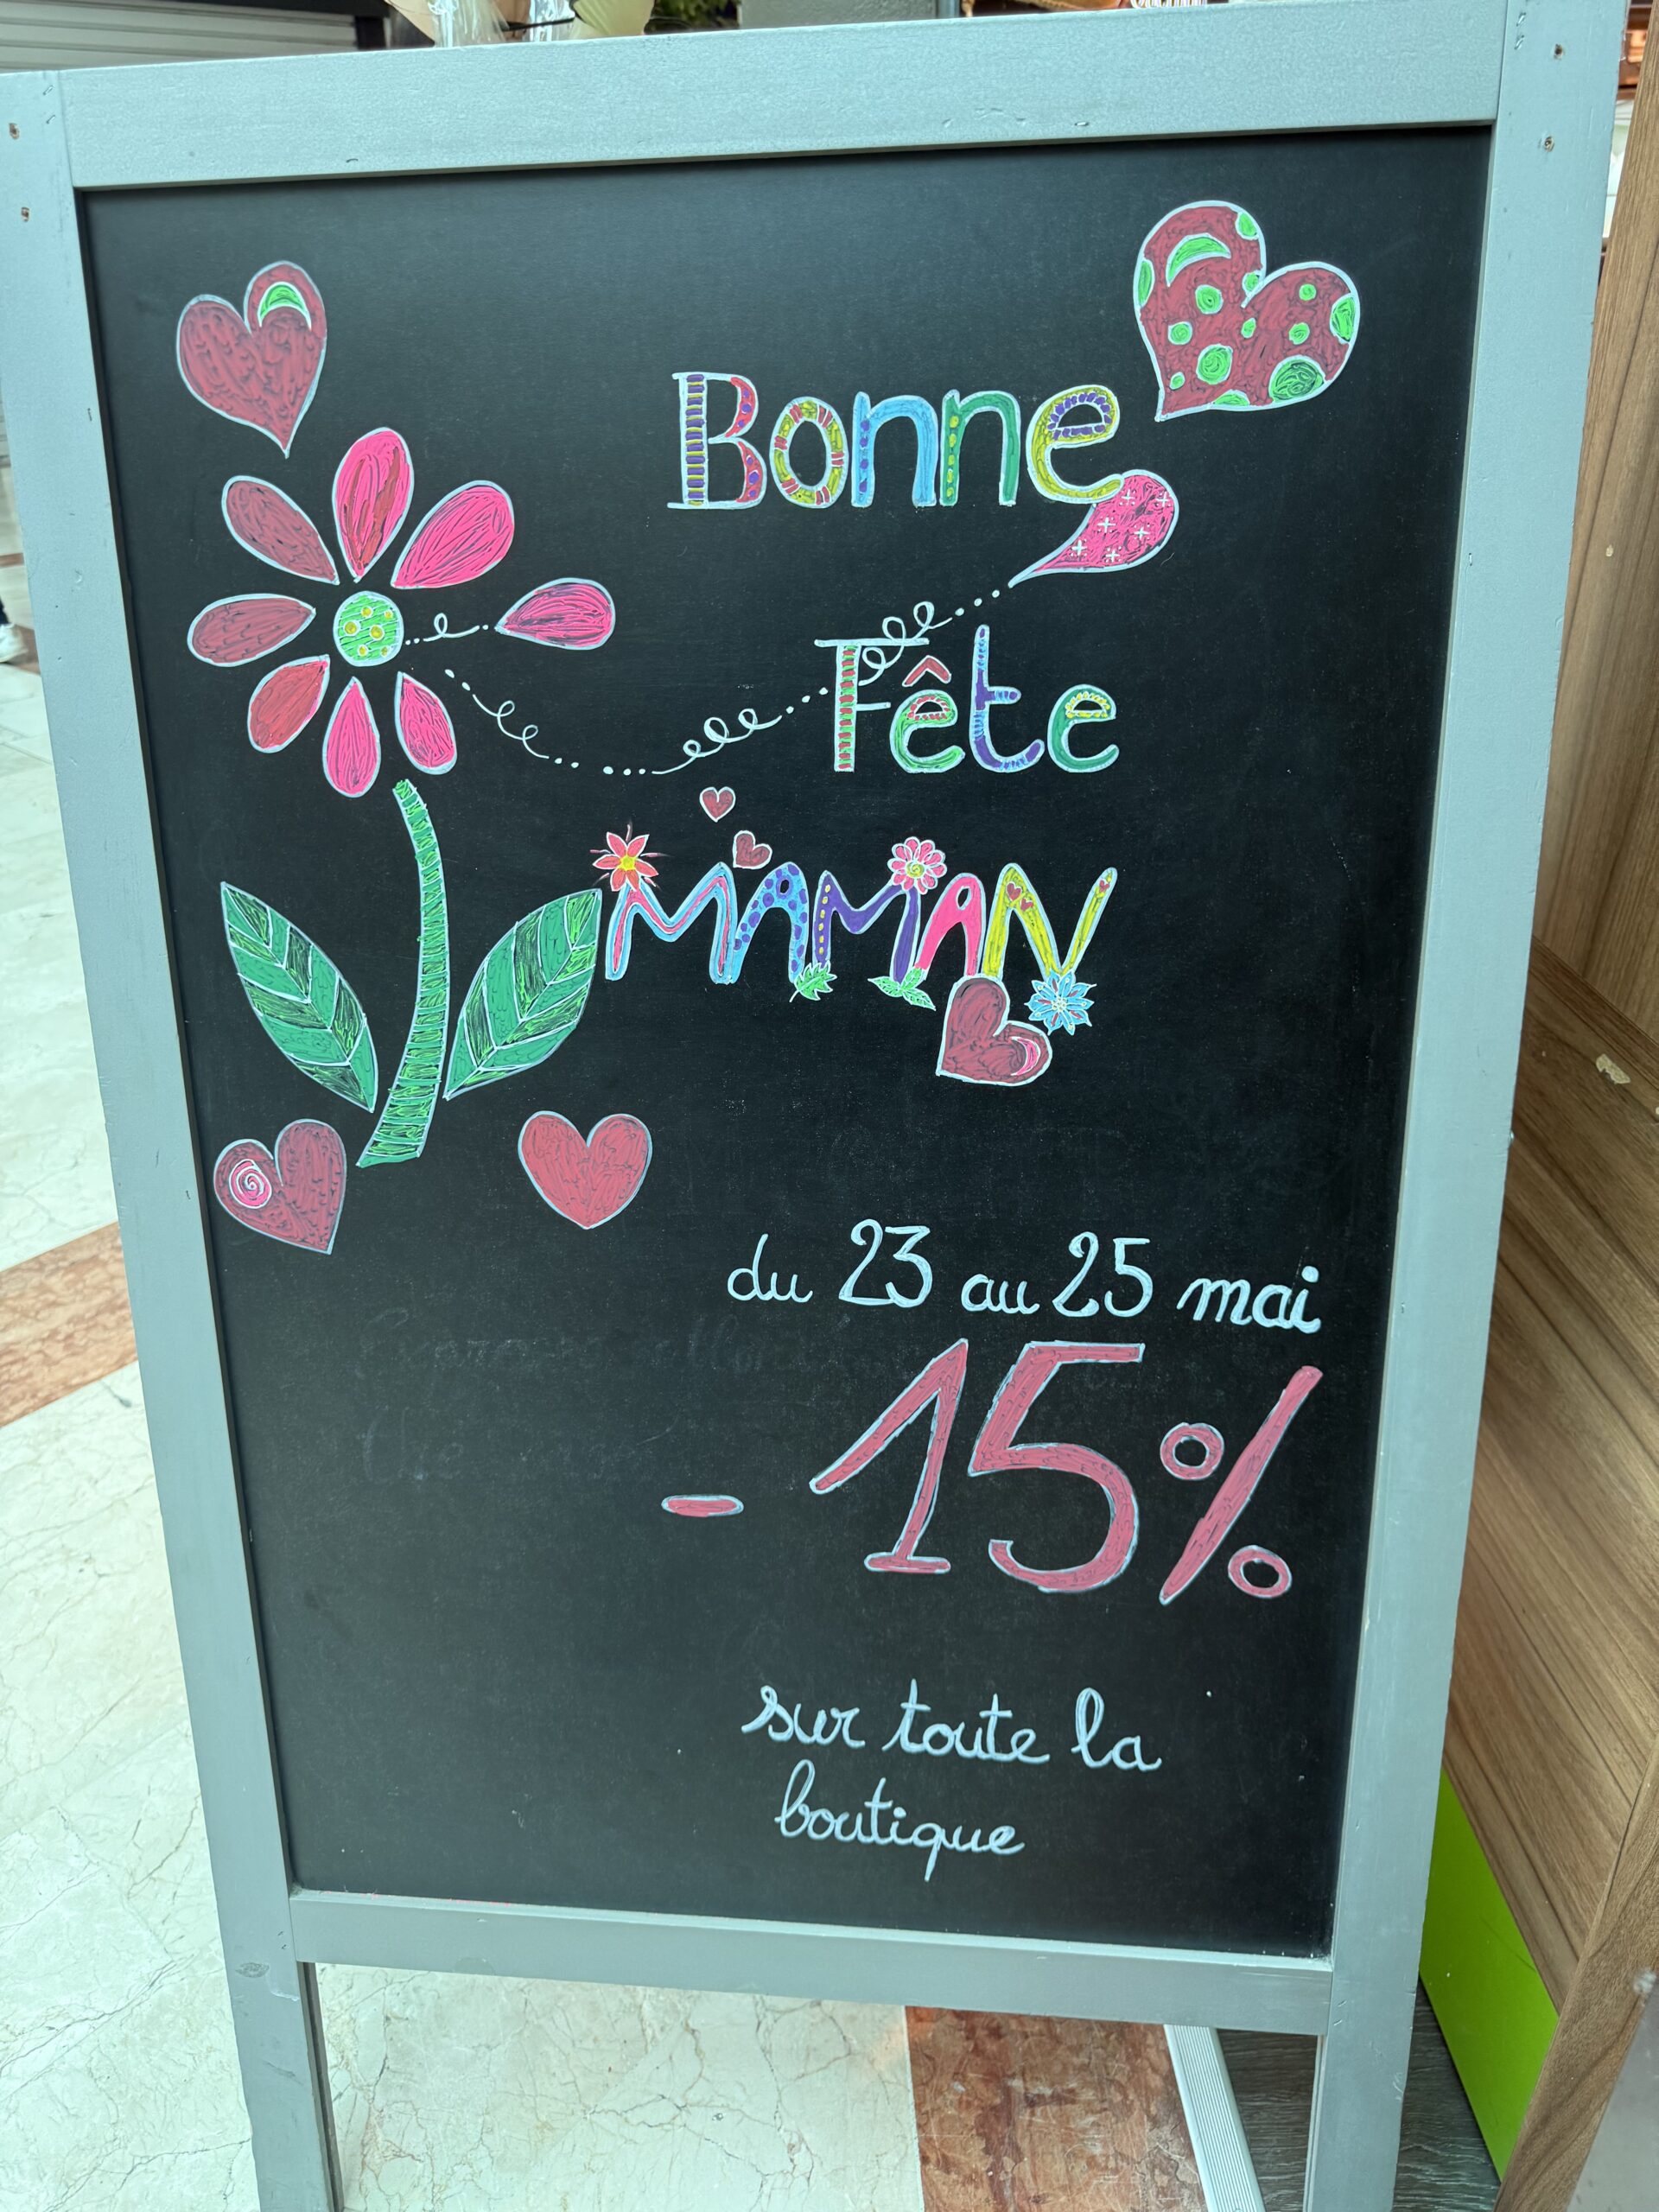 Bonne
Fête
MAMAN
du 23 au 25 mai
- 15%
sur toute la
boutique